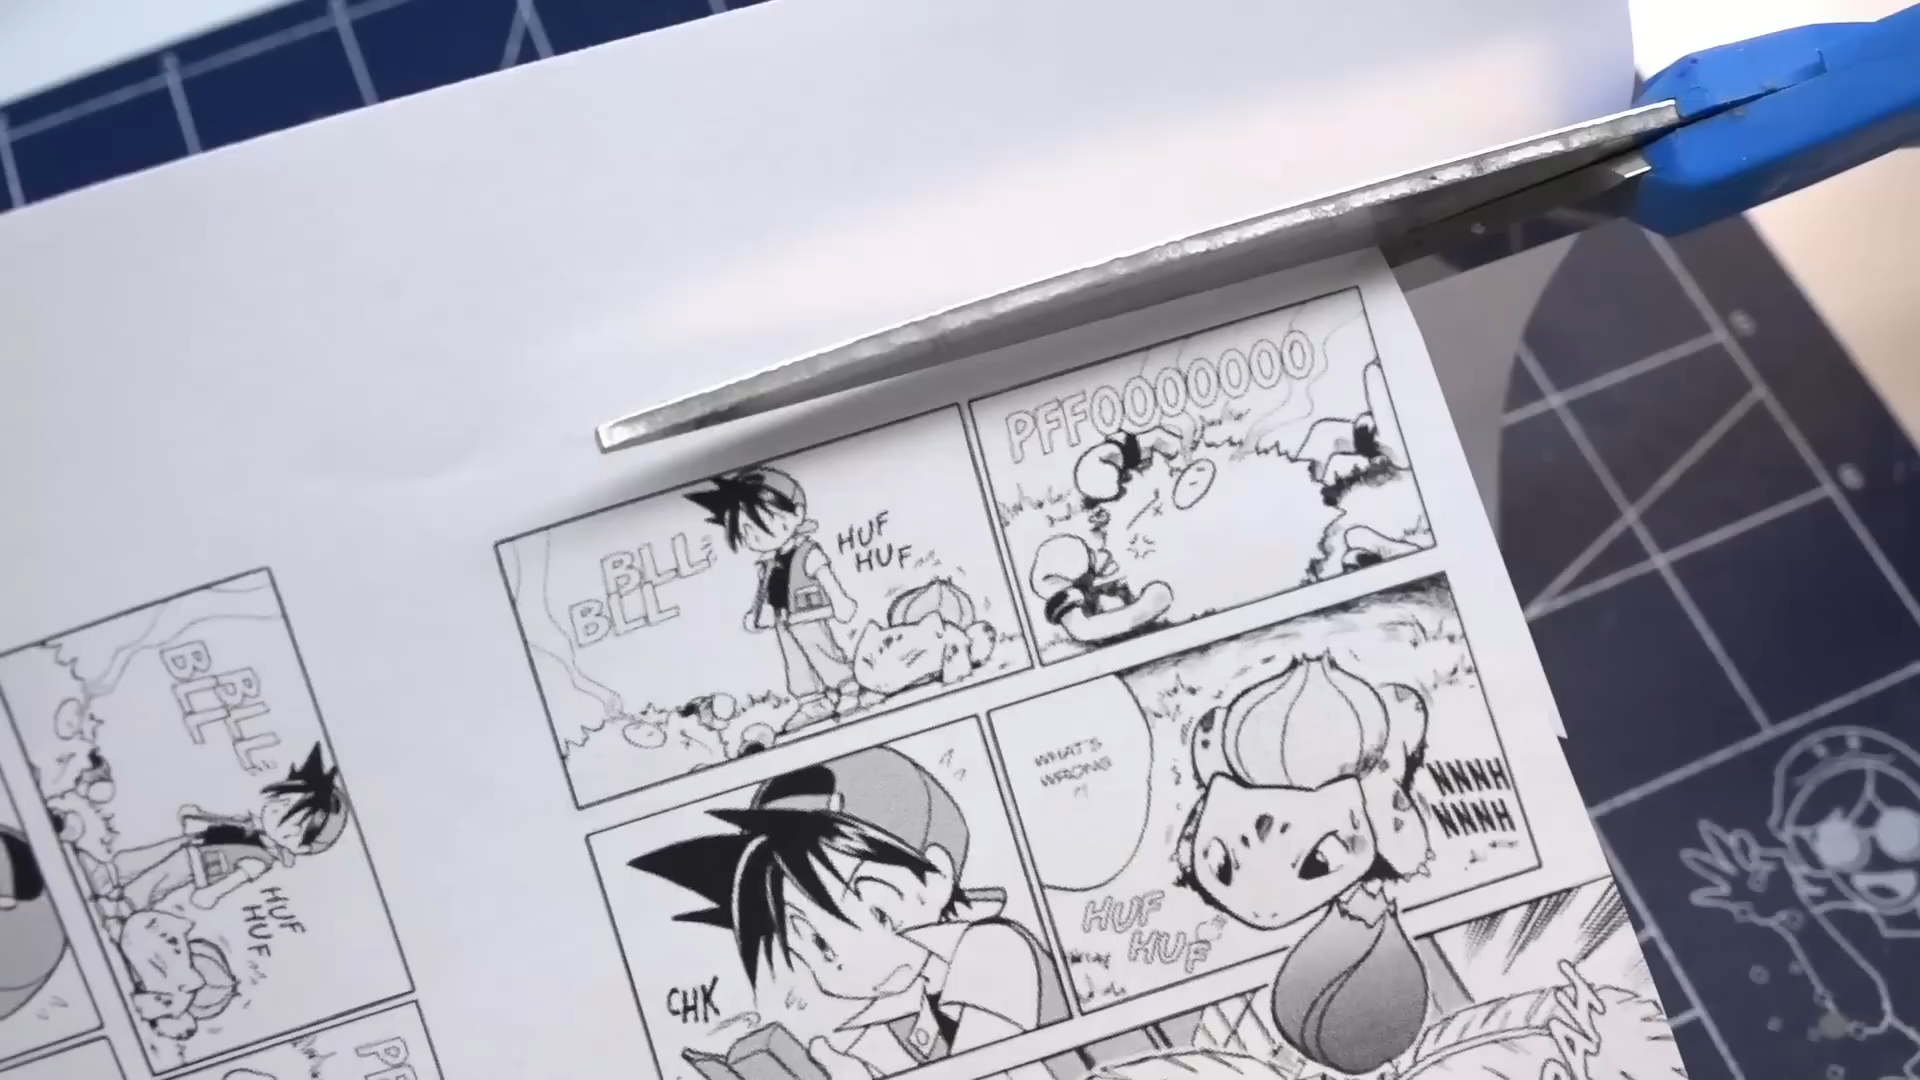 BLL
BLL
HUF
HUF
PFFOOOOOOO
BLL
BLL
HUF
HUF
WHAT'S
WRONG
?!
NNNH
NNNH
HUF
HUF
CHK